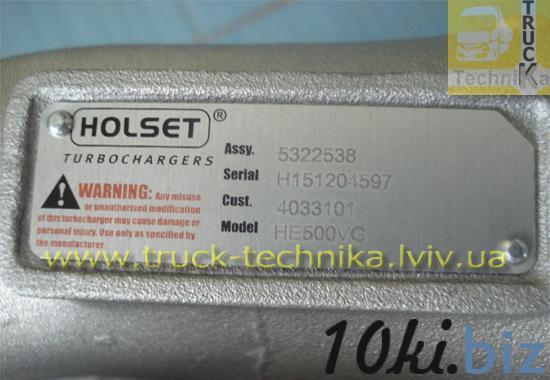 TRUCK
TechniKa
HOLSET®
TURBOCHARGERS
WARNING: Any misuse
or unauthorised modification
of this turbocharger may cause damage or
personal injury. Use only as specified by
the manufacturer.
Assy. 5322538
Serial H151204597
Cust. 4033101
Model HE500VG
www.truck-technika.lviv.ua
10ki.biz